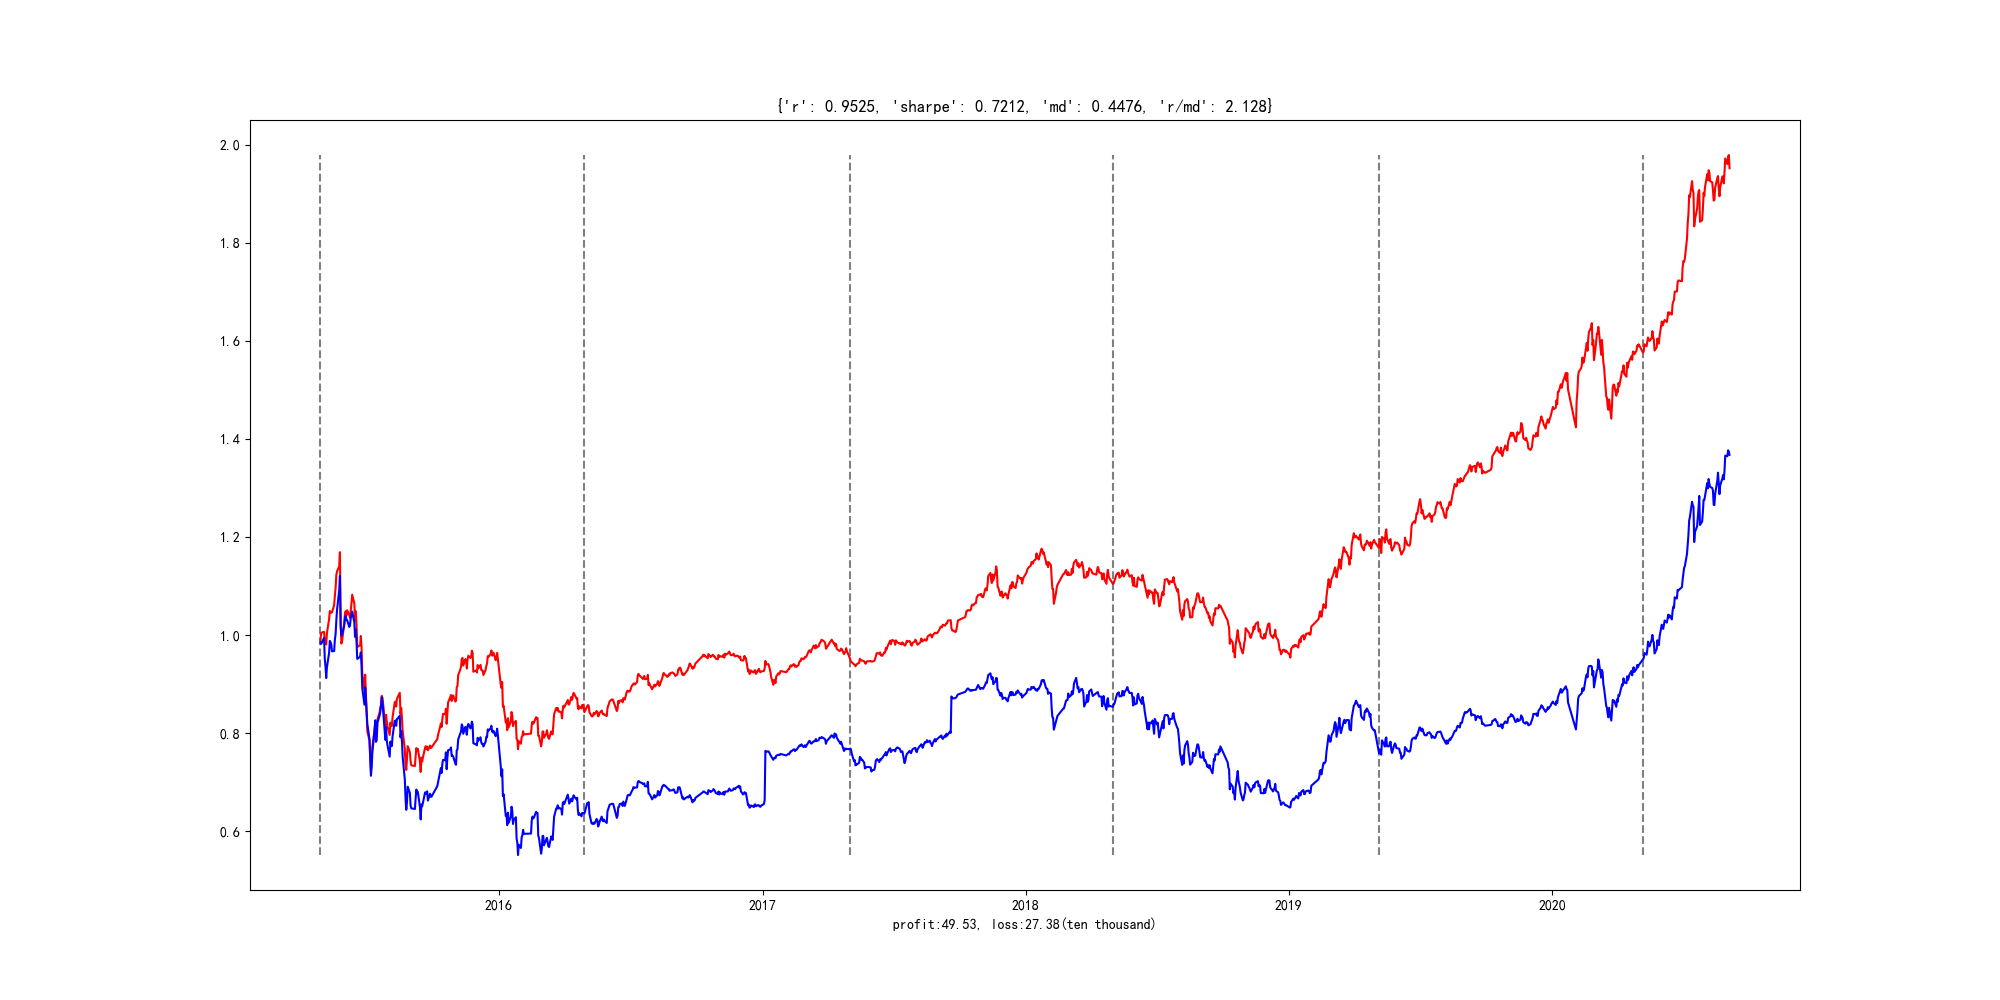 {'r': 0.9525, 'sharpe': 0.7212, 'md': 0.4476, 'r/md': 2.128}
2.0
1.8
1.6
1.4
1.2
1.0
0.8
0.6
2016 2017 2018 2019 2020
profit:49.53, loss:27.38(ten thousand)